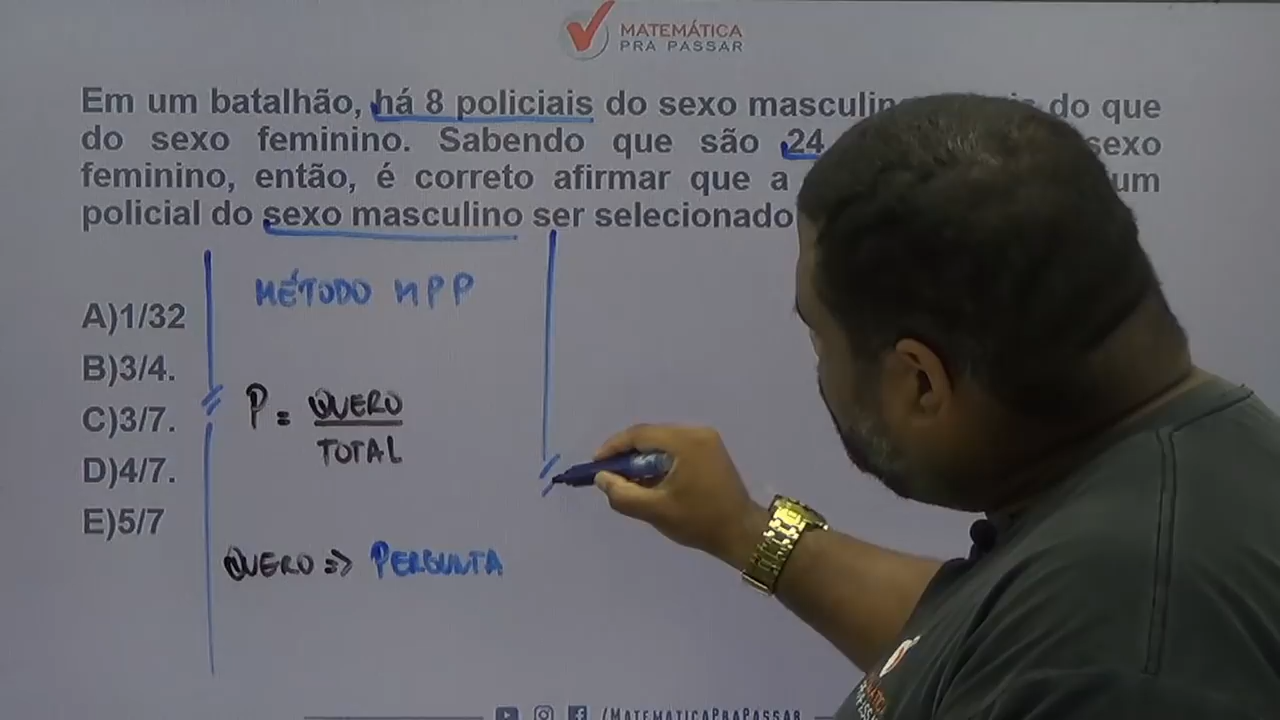 MATEMÁTICA
PRA PASSAR
Em um batalhão, há 8 policiais do sexo do que
do sexo feminino. Sabendo que são 24 sexo
feminino, então, é correto afirmar que a um
policial do sexo masculino ser selecionado
MÉTODO MPP
A)1/32
B)3/4.
C)3/7.
D)4/7.
E)5/7
P = QUERO
TOTAL
QUERO => PERGUNTA
/MATEMATICAPRAPASSAR